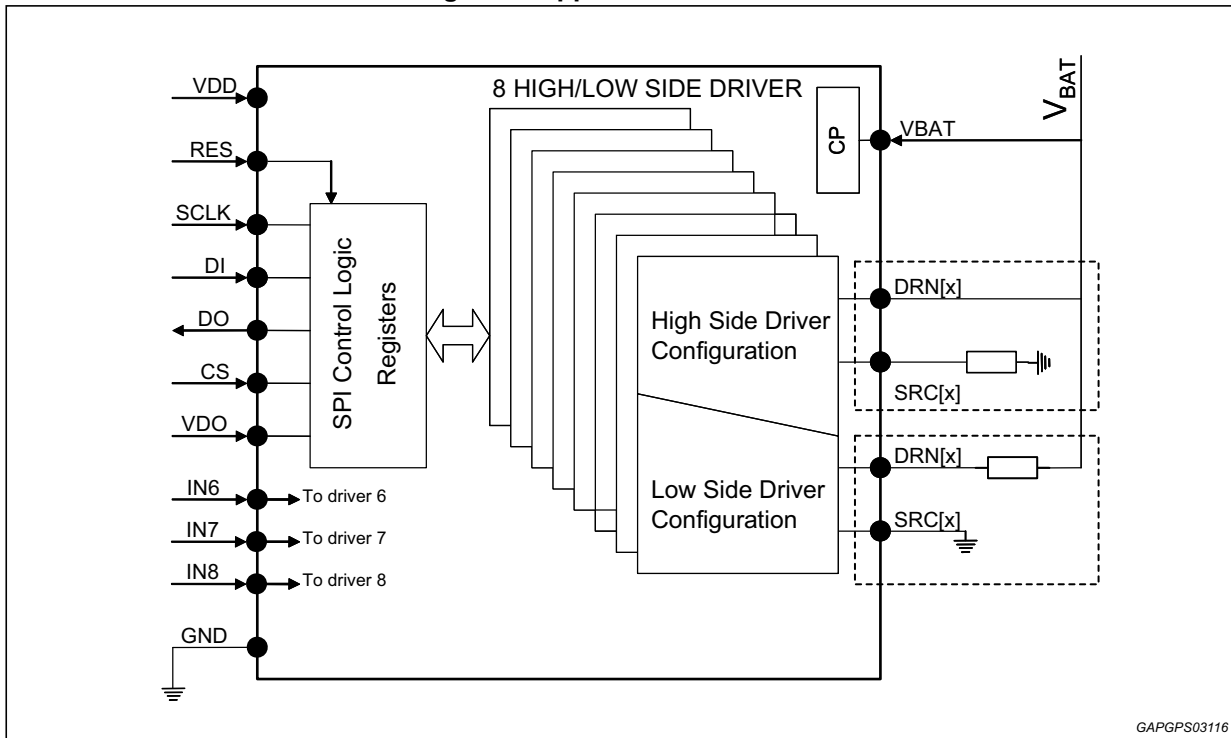 8 HIGH/LOW SIDE DRIVER
VDD
RES
SCLK
DI
DO
CS
VDO
IN6
IN7
IN8
GND
SPI Control Logic
Registers
To driver 6
To driver 7
To driver 8
CP
VBAT
VBAT
High Side Driver
Configuration
Low Side Driver
Configuration
DRN[x]
SRC[x]
DRN[x]
SRC[x]
GAPGPS03116